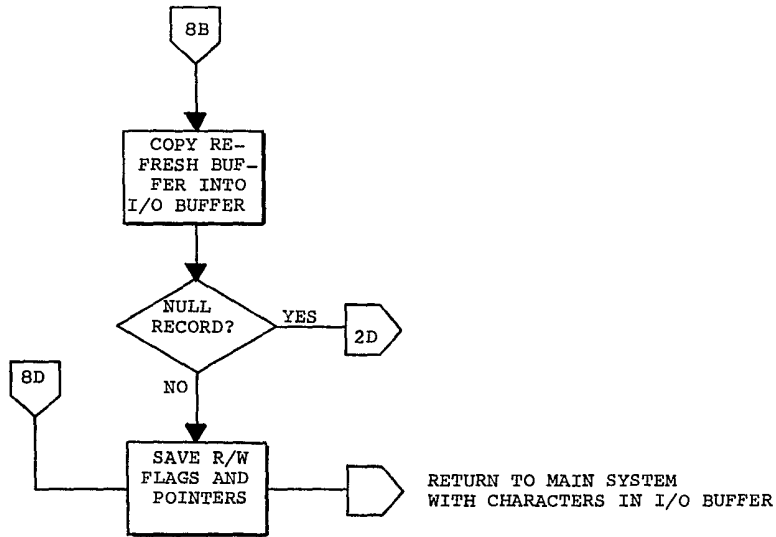 8B
COPY RE-
FRESH BUF-
FER INTO
I/O BUFFER
NULL
RECORD?
YES
2D
8D
NO
SAVE R/W
FLAGS AND
POINTERS
RETURN TO MAIN SYSTEM
WITH CHARACTERS IN I/O BUFFER